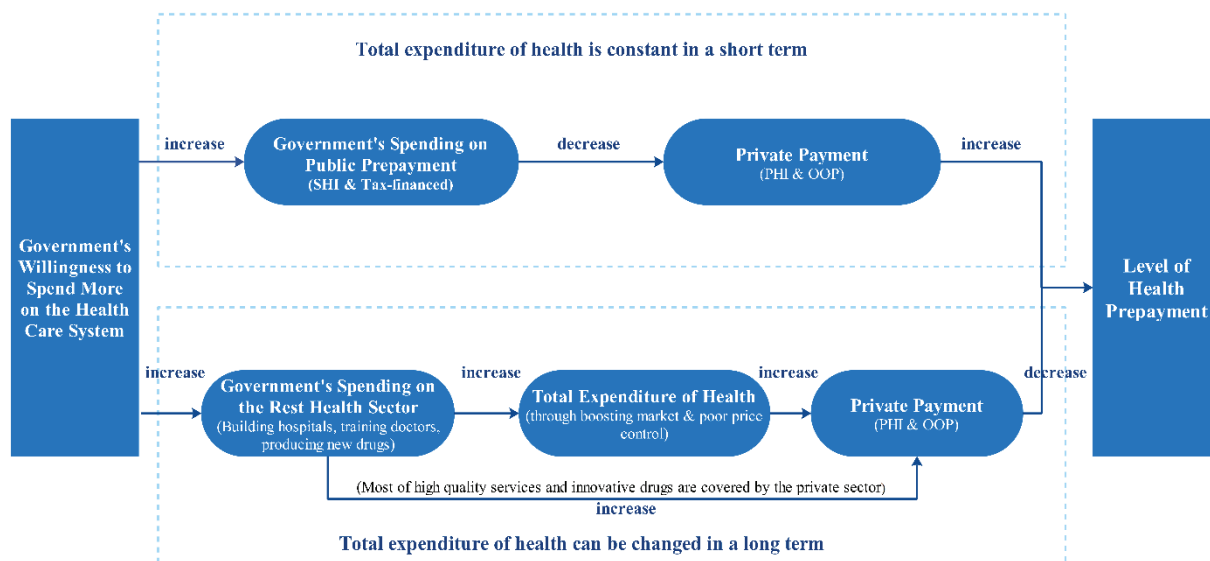 Total expenditure of health is constant in a short term
Government's
Willingness to
Spend More
on the Health
Care System
increase
Government's Spending on
Public Prepayment
(SHI & Tax-financed)
decrease
Private Payment
(PHI & OOP)
increase
Level of
Health
Prepayment
increase
Government's Spending on
the Rest Health Sector
(Building hospitals, training doctors,
producing new drugs)
increase
Total Expenditure of Health
(through boosting market & poor price
control)
increase
Private Payment
(PHI & OOP)
decrease
(Most of high quality services and innovative drugs are covered by the private sector)
increase
Total expenditure of health can be changed in a long term